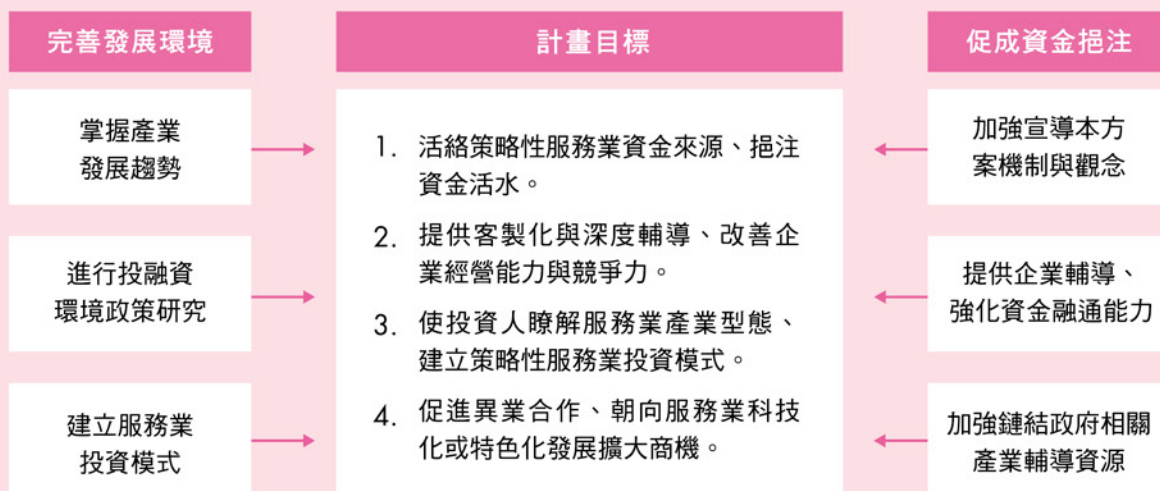 完善發展環境
掌握產業
發展趨勢
進行投融資
環境政策研究
建立服務業
投資模式
計畫目標
1. 活絡策略性服務業資金來源、挹注
資金活水。
2. 提供客製化與深度輔導、改善企
業經營能力與競爭力。
3. 使投資人瞭解服務業產業型態、
建立策略性服務業投資模式。
4. 促進異業合作、朝向服務業科技
化或特色化發展擴大商機。
促成資金挹注
加強宣導本方
案機制與觀念
提供企業輔導、
強化資金融通能力
加強鏈結政府相關
產業輔導資源